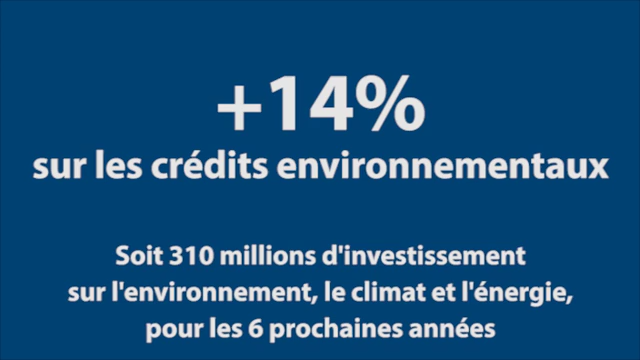 +14%
sur les crédits environnementaux
Soit 310 millions d'investissement
sur l'environnement, le climat et l'énergie,
pour les 6 prochaines années